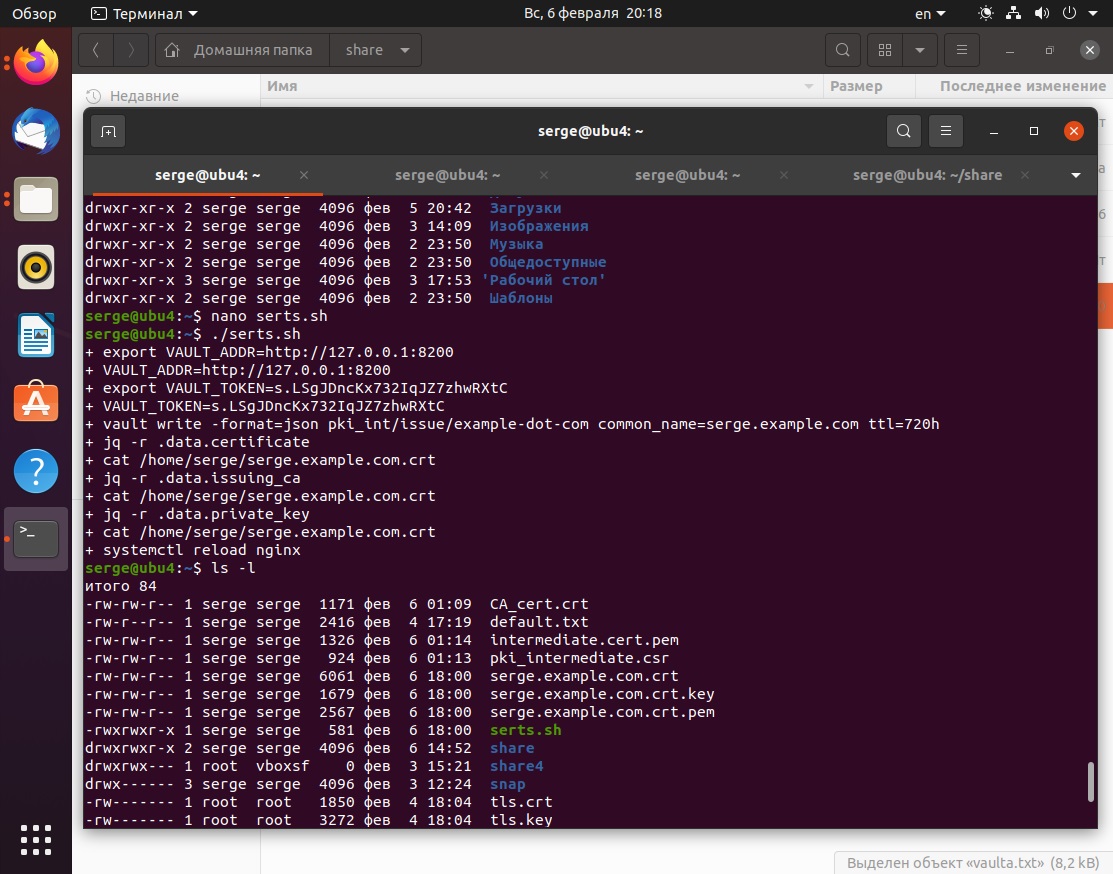 Обзор
Терминал
Вс, 6 февраля 20:18
en
Домашняя папка
share
Недавние
Имя
Размер
Последнее изменение
serge@ubu4: ~
serge@ubu4: ~
serge@ubu4: ~
serge@ubu4: ~
serge@ubu4: ~/share
drwxr-xr-x 2 serge serge 4096 фев 5 20:42 Загрузки
drwxr-xr-x 2 serge serge 4096 фев 3 14:09 Изображения
drwxr-xr-x 2 serge serge 4096 фев 2 23:50 Музыка
drwxr-xr-x 2 serge serge 4096 фев 2 23:50 Общедоступные
drwxr-xr-x 3 serge serge 4096 фев 3 17:53 'Рабочий стол'
drwxr-xr-x 2 serge serge 4096 фев 2 23:50 Шаблоны
serge@ubu4:~$ nano serts.sh
serge@ubu4:~$ ./serts.sh
+ export VAULT_ADDR=http://127.0.0.1:8200
+ VAULT_ADDR=http://127.0.0.1:8200
+ export VAULT_TOKEN=s.LSgJDncKx732IqJZ7zhwRXtC
+ VAULT_TOKEN=s.LSgJDncKx732IqJZ7zhwRXtC
+ vault write -format=json pki_int/issue/example-dot-com common_name=serge.example.com ttl=720h
+ jq -r .data.certificate
+ cat /home/serge/serge.example.com.crt
+ jq -r .data.issuing_ca
+ cat /home/serge/serge.example.com.crt
+ jq -r .data.private_key
+ cat /home/serge/serge.example.com.crt
+ systemctl reload nginx
serge@ubu4:~$ ls -l
итого 84
-rw-rw-r-- 1 serge serge 1171 фев 6 01:09 CA_cert.crt
-rw-r--r-- 1 serge serge 2416 фев 4 17:19 default.txt
-rw-rw-r-- 1 serge serge 1326 фев 6 01:14 intermediate.cert.pem
-rw-rw-r-- 1 serge serge 924 фев 6 01:13 pki_intermediate.csr
-rw-rw-r-- 1 serge serge 6061 фев 6 18:00 serge.example.com.crt
-rw-rw-r-- 1 serge serge 1679 фев 6 18:00 serge.example.com.crt.key
-rw-rw-r-- 1 serge serge 2567 фев 6 18:00 serge.example.com.crt.pem
-rwxrwxr-x 1 serge serge 581 фев 6 18:00 serts.sh
drwxrwxr-x 2 serge serge 4096 фев 6 14:52 share
drwxrwx--- 1 root vboxsf 0 фев 3 15:21 share4
drwx------ 3 serge serge 4096 фев 3 12:24 snap
-rw------- 1 root root 1850 фев 4 18:04 tls.crt
-rw------- 1 root root 3272 фев 4 18:04 tls.key
Выделен объект «vaulta.txt» (8,2 kB)